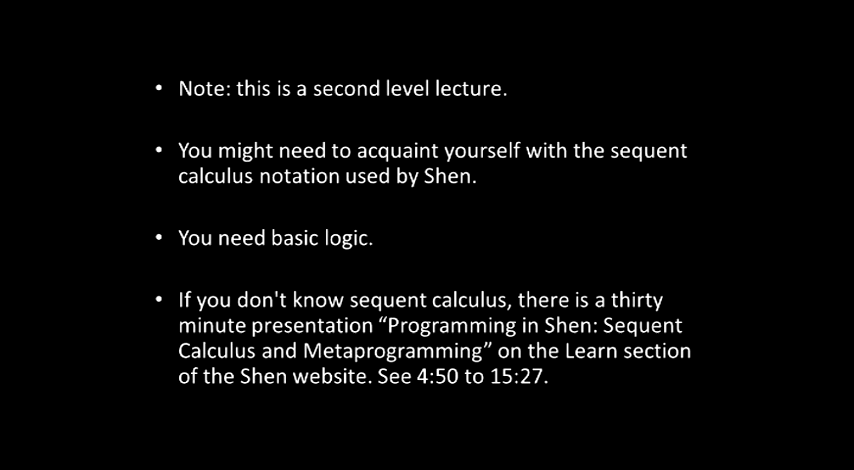 • Note: this is a second level lecture.
• You might need to acquaint yourself with the sequent
calculus notation used by Shen.
• You need basic logic.
• If you don't know sequent calculus, there is a thirty
minute presentation “Programming in Shen: Sequent
Calculus and Metaprogramming” on the Learn section
of the Shen website. See 4:50 to 15:27.